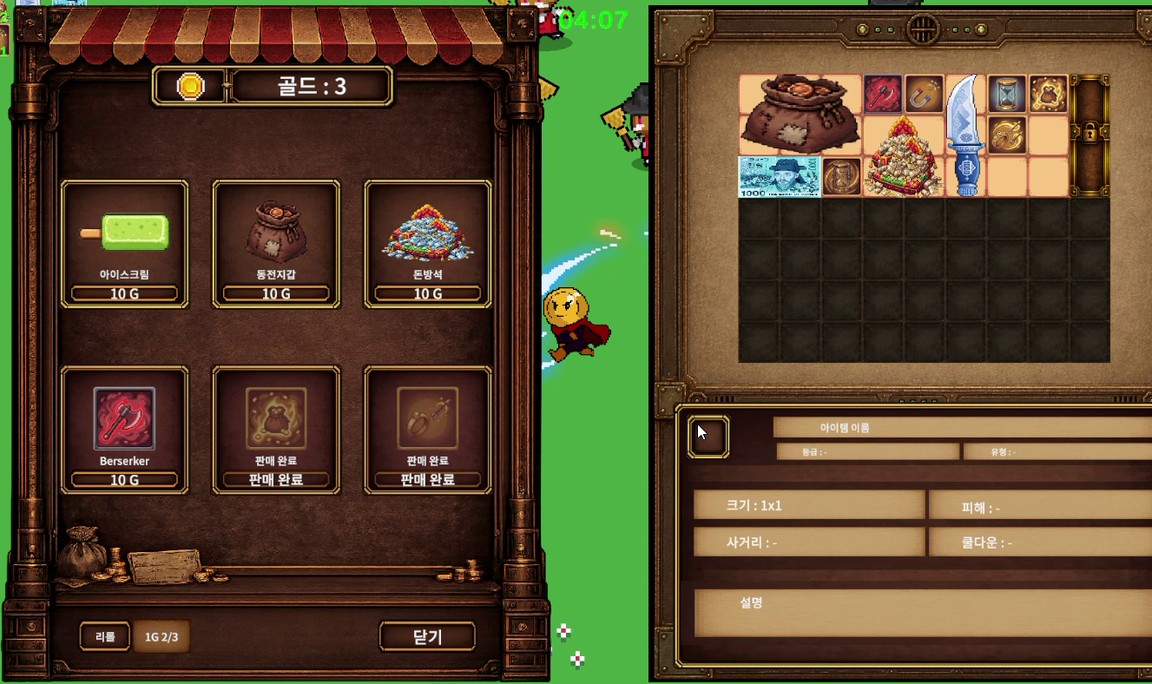 04:07
골드 : 3
아이스크림
10 G
동전지갑
10 G
돈방석
10 G
Berserker
10 G
판매 완료
판매 완료
판매 완료
판매 완료
리롤
1G 2/3
닫기
1000
아이템 이름
등급 : -
유형 : -
크기 : 1x1
피해 : -
사거리 : -
쿨다운 : -
설명